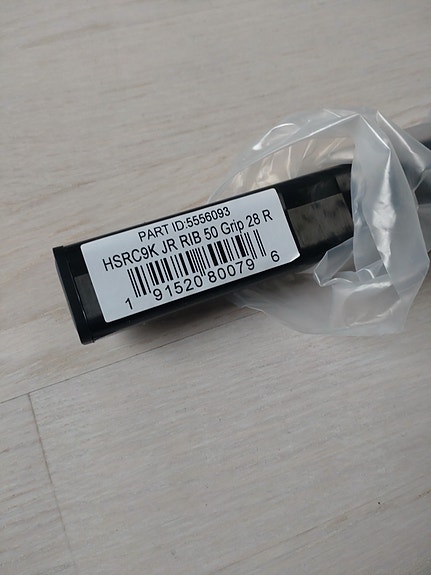 PART ID:5556093
HSRC9K JR RIB 50 Grip 28 R
1 91520 80079 6